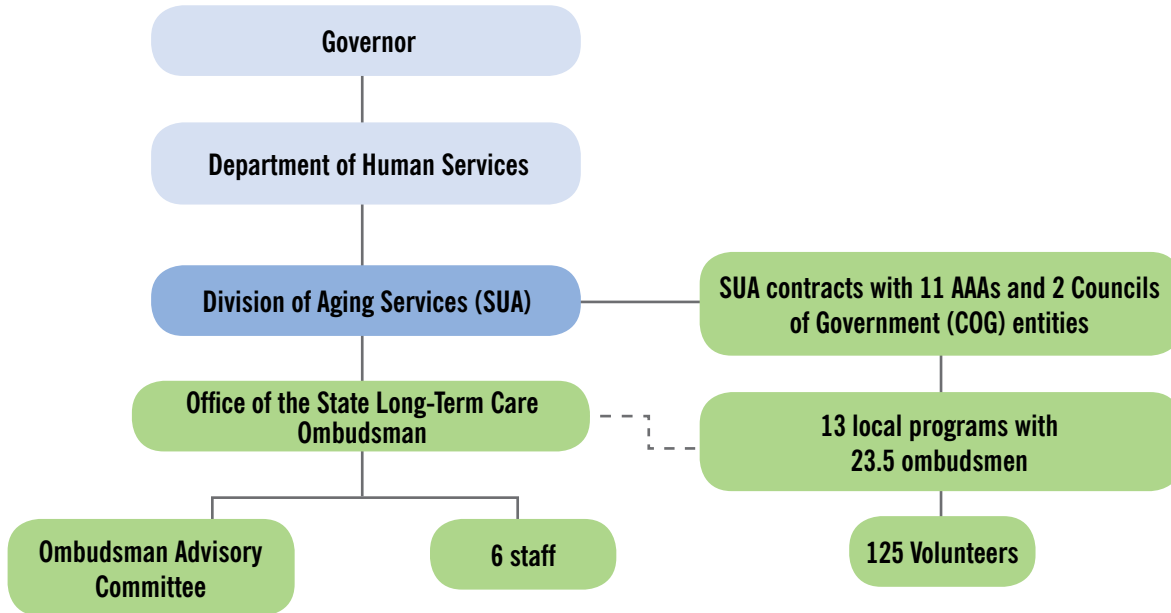 Governor
Department of Human Services
Division of Aging Services (SUA)
SUA contracts with 11 AAAs and 2 Councils
of Government (COG) entities
Office of the State Long-Term Care
Ombudsman
13 local programs with
23.5 ombudsmen
Ombudsman Advisory
Committee
6 staff
125 Volunteers